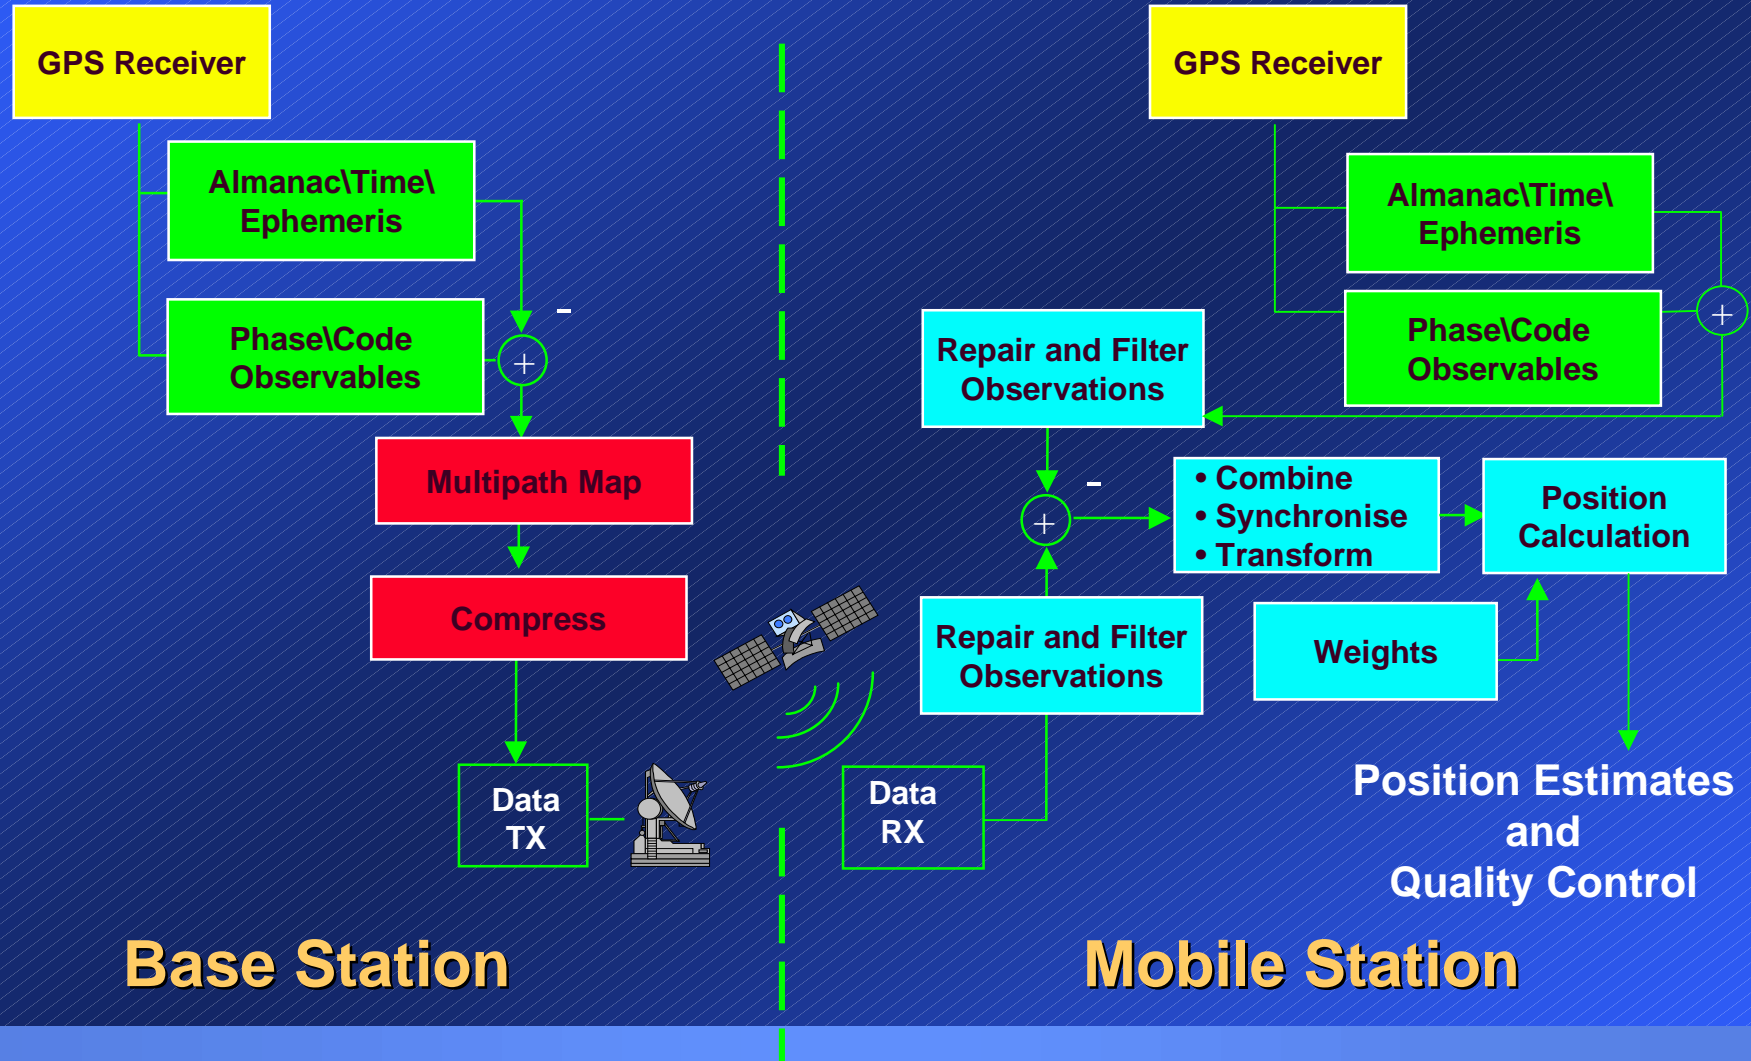 GPS Receiver
Almanac\Time\
Ephemeris
-
Phase\Code
Observables
+
Multipath Map
Compress
Data
TX
Base Station
GPS Receiver
Almanac\Time\
Ephemeris
Phase\Code
Observables
+
Repair and Filter
Observations
-
+
• Combine
• Synchronise
• Transform
Position
Calculation
Repair and Filter
Observations
Weights
Data
RX
Position Estimates
and
Quality Control
Mobile Station